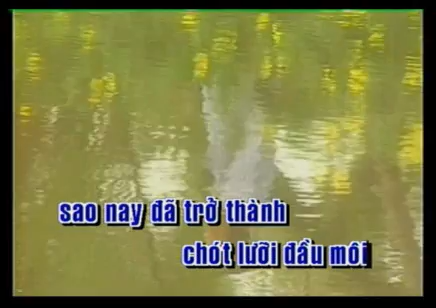 sao nay đã trở thành
chót lưỡi đầu môi